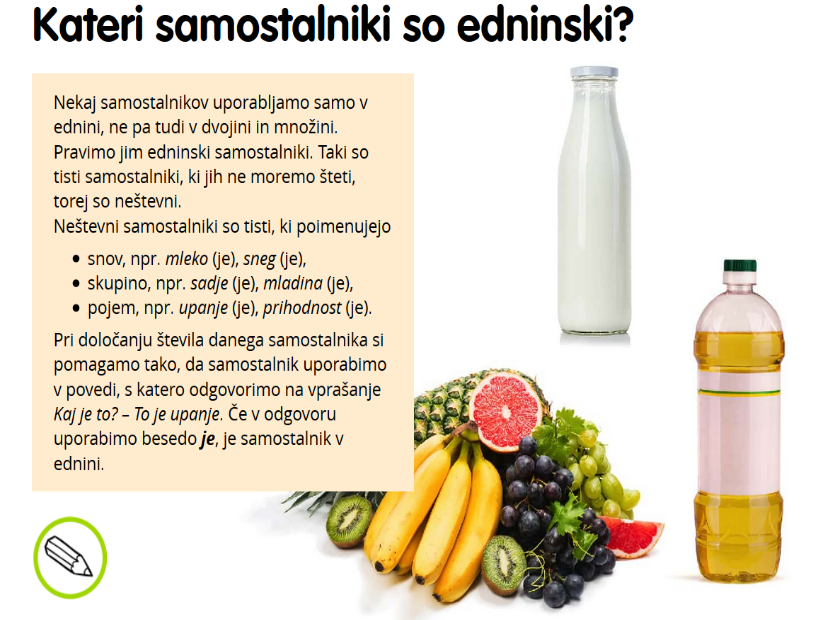 Kateri samostalniki so edninski?
Nekaj samostalnikov uporabljamo samo v
ednini, ne pa tudi v dvojini in množini.
Pravimo jim edninski samostalniki. Taki so
tisti samostalniki, ki jih ne moremo šteti,
torej so neštevni.
Neštevni samostalniki so tisti, ki poimenujejo
• snov, npr. mleko (je), sneg (je),
• skupino, npr. sadje (je), mladina (je),
• pojem, npr. upanje (je), prihodnost (je).
Pri določanju števila danega samostalnika si
pomagamo tako, da samostalnik uporabimo
v povedi, s katero odgovorimo na vprašanje
Kaj je to? – To je upanje. Če v odgovoru
uporabimo besedo je, je samostalnik v
ednini.